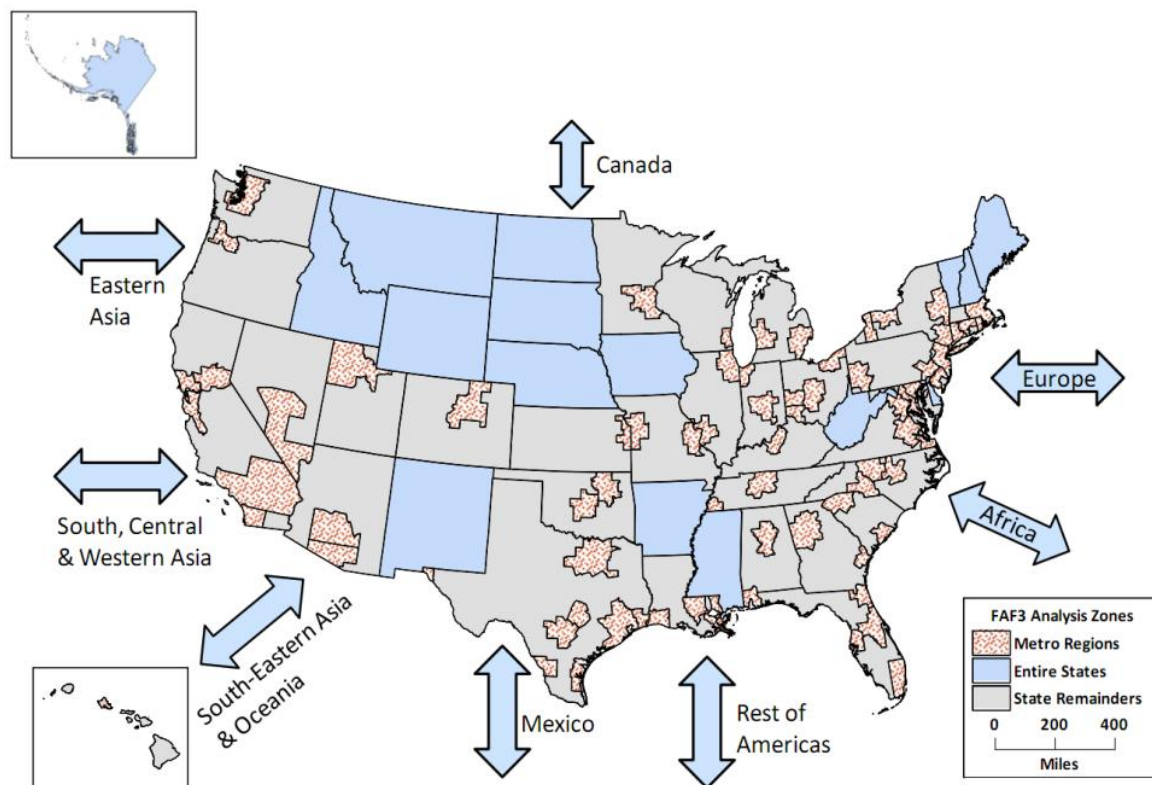 Canada
Eastern
Asia
Europe
South, Central
& Western Asia
Africa
South-Eastern Asia
& Oceania
Mexico
Rest of
Americas
FAF3 Analysis Zones
Metro Regions
Entire States
State Remainders
0 200 400
Miles